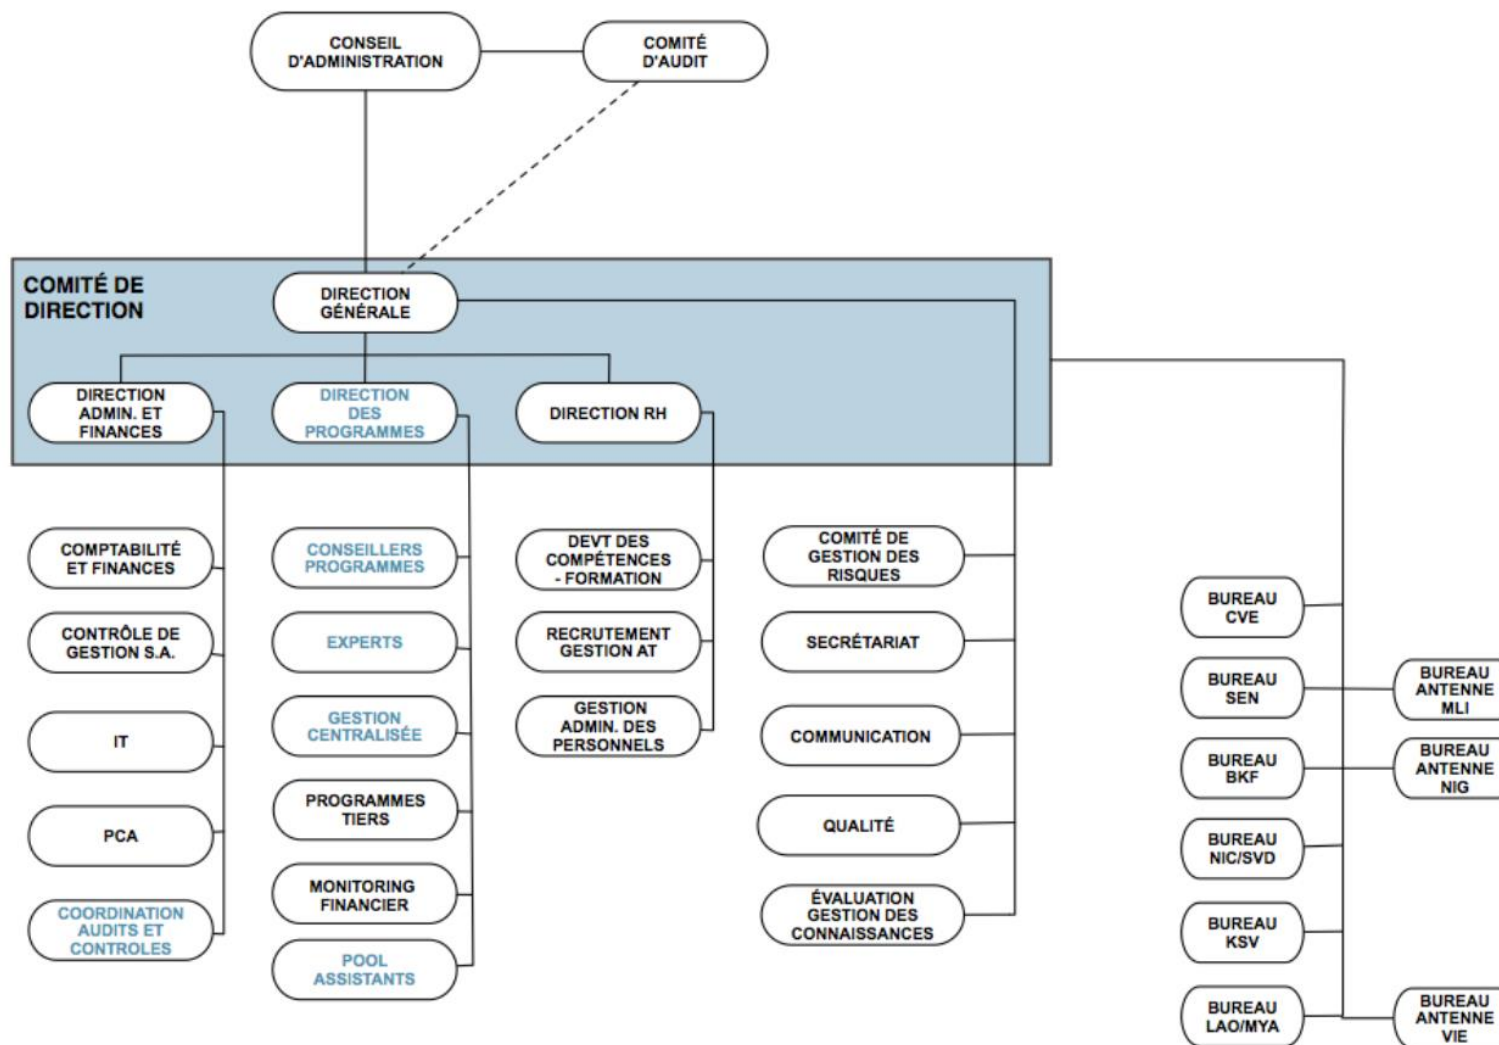 CONSEIL
D'ADMINISTRATION
COMITÉ
D'AUDIT
COMITÉ DE
DIRECTION
DIRECTION
GÉNÉRALE
DIRECTION
ADMIN. ET
FINANCES
DIRECTION
DES
PROGRAMMES
DIRECTION RH
COMPTABILITÉ
ET FINANCES
CONTRÔLE DE
GESTION S.A.
IT
PCA
COORDINATION
AUDITS ET
CONTROLES
CONSEILLERS
PROGRAMMES
EXPERTS
GESTION
CENTRALISÉE
PROGRAMMES
TIERS
MONITORING
FINANCIER
POOL
ASSISTANTS
DEVT DES
COMPÉTENCES
- FORMATION
RECRUTEMENT
GESTION AT
GESTION
ADMIN. DES
PERSONNELS
COMITÉ DE
GESTION DES
RISQUES
SECRÉTARIAT
COMMUNICATION
QUALITÉ
ÉVALUATION
GESTION DES
CONNAISSANCES
BUREAU
CVE
BUREAU
SEN
BUREAU
BKF
BUREAU
NIC/SVD
BUREAU
KSV
BUREAU
LAO/MYA
BUREAU
ANTENNE
MLI
BUREAU
ANTENNE
NIG
BUREAU
ANTENNE
VIE